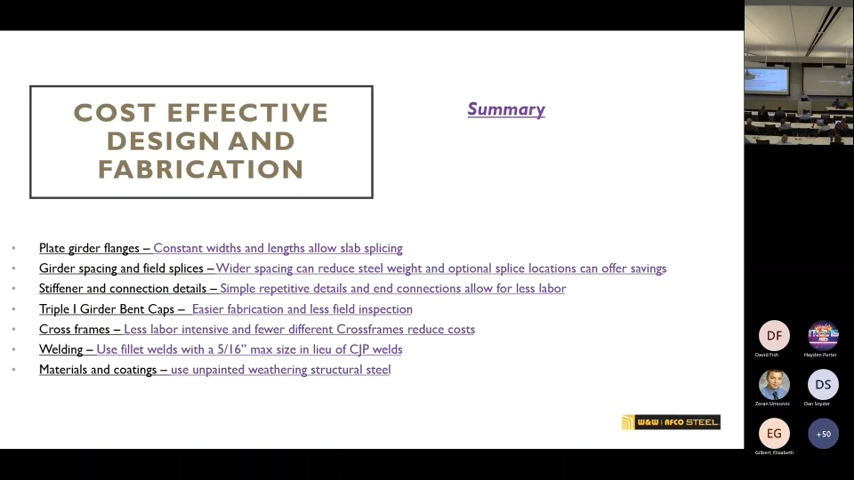 COST EFFECTIVE
DESIGN AND
FABRICATION
Summary
• Plate girder flanges – Constant widths and lengths allow slab splicing
• Girder spacing and field splices – Wider spacing can reduce steel weight and optional splice locations can offer savings
• Stiffener and connection details – Simple repetitive details and end connections allow for less labor
• Triple I Girder Bent Caps – Easier fabrication and less field inspection
• Cross frames – Less labor intensive and fewer different Crossframes reduce costs
• Welding – Use fillet welds with a 5/16” max size in lieu of CJP welds
• Materials and coatings – use unpainted weathering structural steel
W&W | AFCO STEEL
DF
David Fish
Hayden Porter
DS
Zoran Umicevic
Dan Snyder
EG
+50
Gilbert, Elizabeth